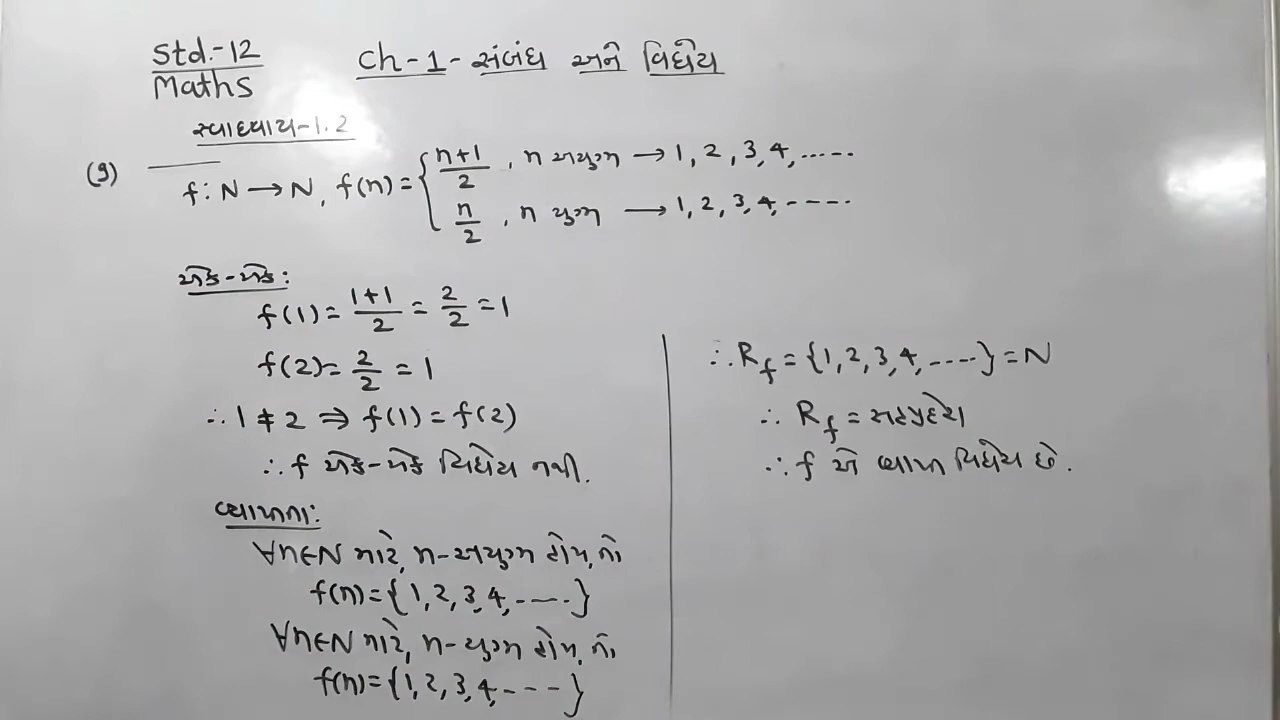 Std.-12
Maths
Ch-1-સંબંધ અને વિધેય
સ્વાધ્યાય-1.2
(9)
f: N → N, f(n) = { n+1/2 , n અયુગ્મ → 1, 2, 3, 4, .....
n/2 , n યુગ્મ → 1, 2, 3, 4, -----
એક-એક:
f(1) = 1+1/2 = 2/2 = 1
f(2) = 2/2 = 1
∴ 1 ≠ 2 ⇒ f(1) = f(2)
∴ f એક-એક વિધેય નથી.
વ્યાપ્તતા:
∀n∈N માટે, n-અયુગ્મ હોય, તો
f(n) = {1, 2, 3, 4, -----}
∀n∈N માટે, n-યુગ્મ હોય, તો
f(n) = {1, 2, 3, 4, ----}
∴ Rf = {1, 2, 3, 4, -----} = N
∴ Rf = સહપ્રદેશ
∴ f એ વ્યાપ્ત વિધેય છે.